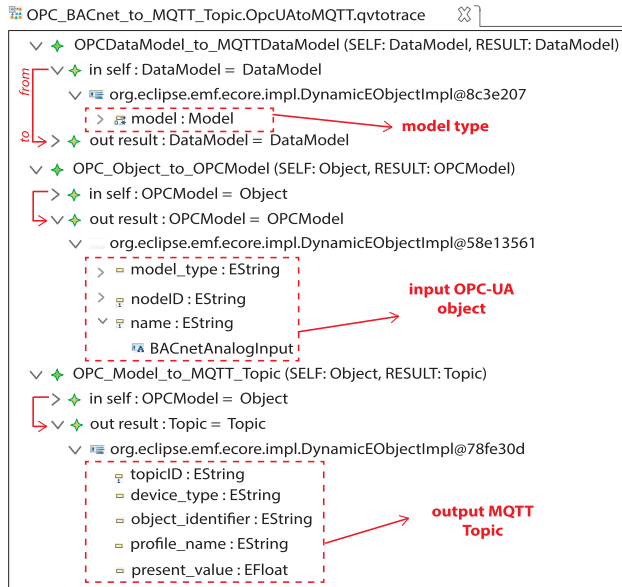 OPC_BACnet_to_MQTT_Topic.OpcUAtoMQTT.qvtotrace
OPCDataModel_to_MQTTDataModel (SELF: DataModel, RESULT: DataModel)
from
to
in self : DataModel = DataModel
org.eclipse.emf.ecore.impl.DynamicEObjectImpl@8c3e207
model : Model
model type
out result : DataModel = DataModel
OPC_Object_to_OPCModel (SELF: Object, RESULT: OPCModel)
in self : OPCModel = Object
out result : OPCModel = OPCModel
org.eclipse.emf.ecore.impl.DynamicEObjectImpl@58e13561
model_type : EString
nodeID : EString
name : EString
BACnetAnalogInput
input OPC-UA
object
OPC_Model_to_MQTT_Topic (SELF: Object, RESULT: Topic)
in self : OPCModel = Object
out result : Topic = Topic
org.eclipse.emf.ecore.impl.DynamicEObjectImpl@78fe30d
topicID : EString
device_type : EString
object_identifier : EString
profile_name : EString
present_value : EFloat
output MQTT
Topic